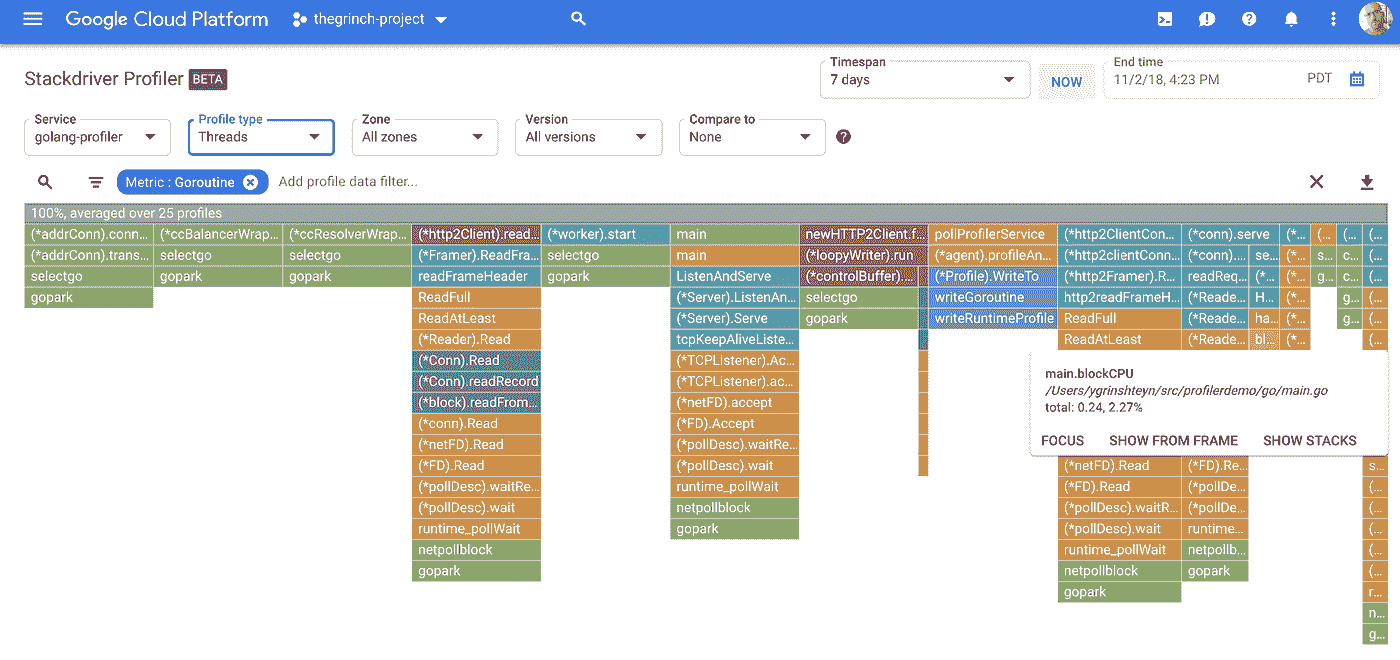 Google Cloud Platform thegrinch-project
Stackdriver Profiler BETA
Timespan
7 days
NOW
End time
11/2/18, 4:23 PM PDT
Service
golang-profiler
Profile type
Threads
Zone
All zones
Version
All versions
Compare to
None
Metric : Goroutine Add profile data filter...
100%, averaged over 25 profiles
(*addrConn).conn... (*ccBalancerWrap... (*ccResolverWrap... (*http2Client).read... (*worker).start main newHTTP2Client.f... pollProfilerService (*http2ClientConn... (*conn).serve (*... (... (... (...
(*addrConn).trans... selectgo selectgo (*Framer).ReadFra... selectgo main (*loopyWriter).run (*agent).profileAn... (*http2clientConn... (*conn).... se... (*... s... c... (...
selectgo gopark gopark readFrameHeader gopark ListenAndServe (*controlBuffer)... (*Profile).WriteTo (*http2Framer).R... readReq... (*... (*... g... c... (...
gopark ReadFull (*Server).ListenAn... selectgo writeGoroutine http2readFrameH... (*Reade... H... (*... g... (...
ReadAtLeast (*Server).Serve gopark writeRuntimeProfile ReadFull (*Reade... ha... (*... g... (...
(*Reader).Read tcpKeepAliveListe... ReadAtLeast (*Reade... bl... (*... (...
(*Conn).Read (*TCPListener).Ac...
(*Conn).readRecord (*TCPListener).ac...
(*block).readFrom... (*netFD).accept
(*conn).Read (*FD).Accept
(*netFD).Read (*pollDesc).waitRe...
(*FD).Read (*pollDesc).wait (*netFD).Read (*FD).Re... s...
(*pollDesc).waitRe... runtime_pollWait (*FD).Read (*pollDe... (...
(*pollDesc).wait netpollblock (*pollDesc).waitR... (*pollDe... (...
runtime_pollWait gopark (*pollDesc).wait runtime... (...
netpollblock runtime_pollWait netpollb... (...
gopark netpollblock gopark (...
gopark r...
n...
g...
main.blockCPU
/Users/ygrinshteyn/src/profilerdemo/go/main.go
total: 0.24, 2.27%
FOCUS SHOW FROM FRAME SHOW STACKS